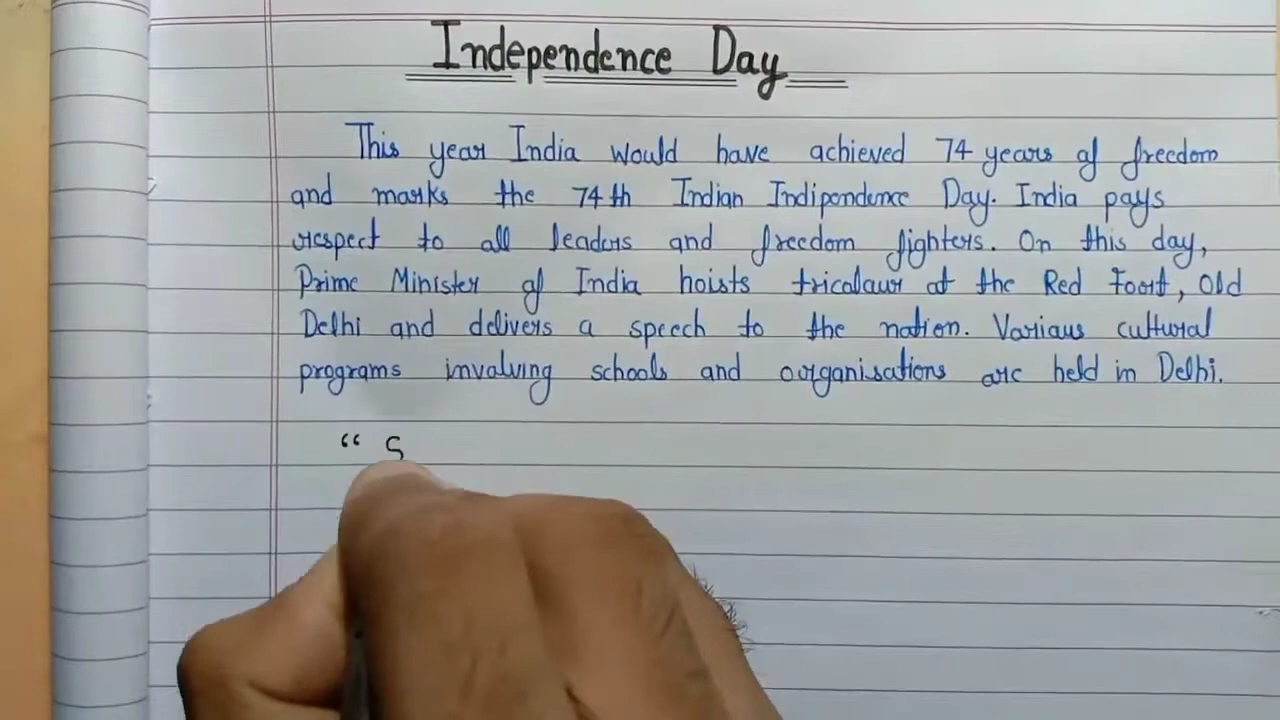 Independence Day
This year India would have achieved 74 years of freedom
and marks the 74th Indian Indipendence Day. India pays
respect to all leaders and freedom fighters. On this day,
Prime Minister of India hoists tricolour at the Red Foort, Old
Delhi and delivers a speech to the nation. Various cultural
programs involving schools and oorganisations are held in Delhi.
“ S